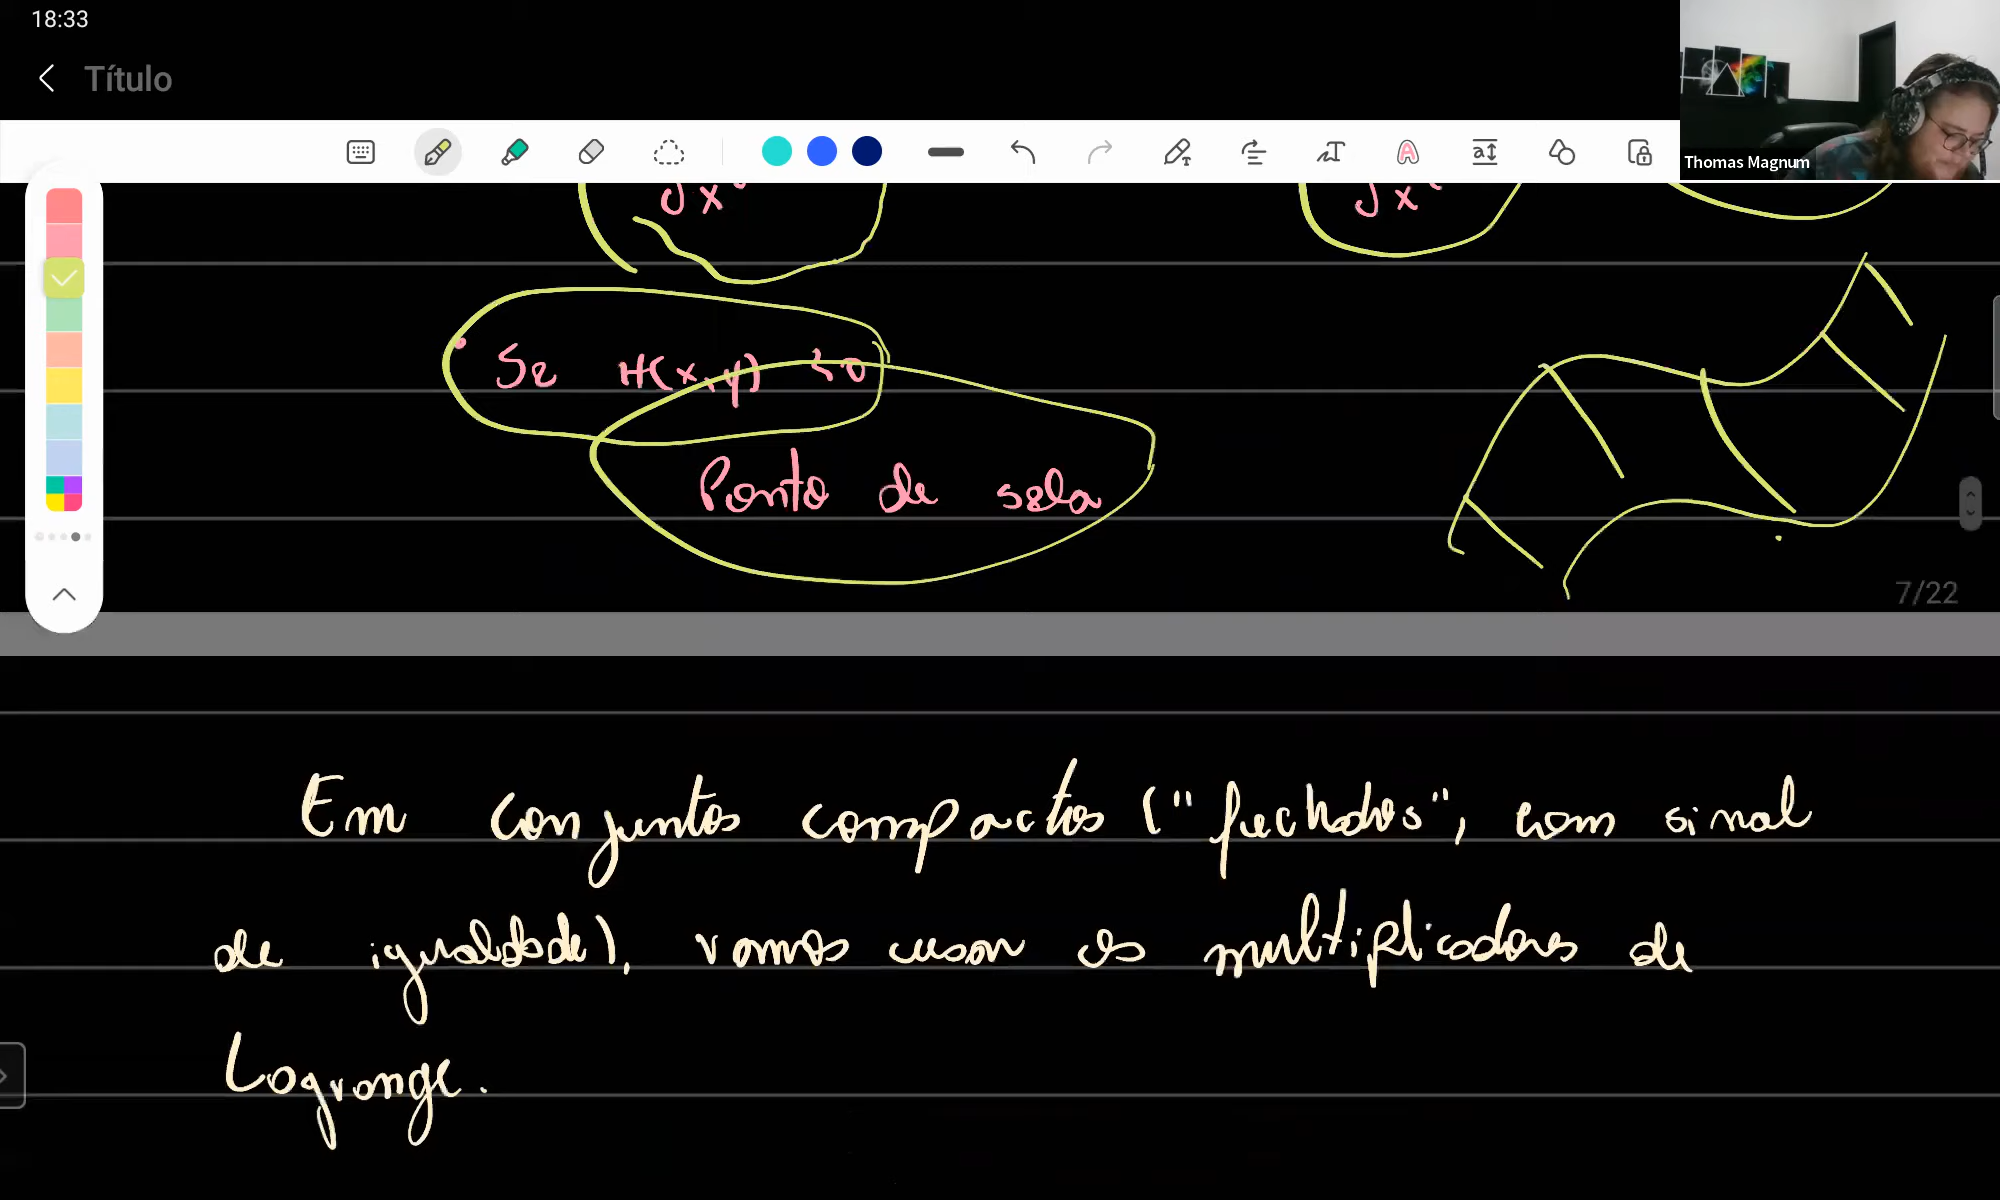 18:33
Título
Thomas Magnum
∂x
∂x
Se H(x,y) <0
Ponto de sela
7/22
Em conjuntos compactos ("fechados", com sinal
de igualdade), vamos usar os multiplicadores de
Lagrange.